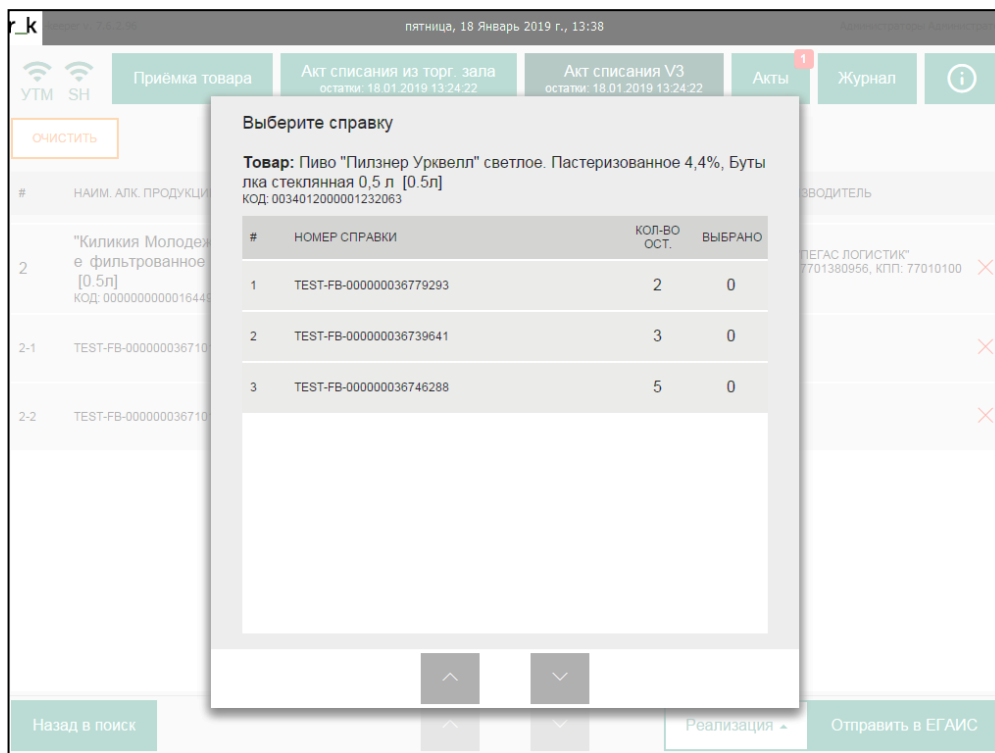 r_k
пятница, 18 Январь 2019 г., 13:38
УТМ SH
Приёмка товара
Акт списания из торг. зала
остатки: 18.01.2019 13:24:22
Акт списания V3
остатки: 18.01.2019 13:24:22
Акты
1
Журнал
ОЧИСТИТЬ
# НАИМ. АЛК. ПРОДУКЦИ
ЗВОДИТЕЛЬ
2
"Киликия Молодеж
е фильтрованное
[0.5л]
КОД: 0000000000016449
"ПЕГАС ЛОГИСТИК"
7701380956, КПП: 77010100
2-1 TEST-FB-000000036710
2-2 TEST-FB-000000036710
Выберите справку
Товар: Пиво "Пилзнер Урквелл" светлое. Пастеризованное 4,4%, Буты
лка стеклянная 0,5 л [0.5л]
КОД: 0034012000001232063
# НОМЕР СПРАВКИ КОЛ-ВО ОСТ. ВЫБРАНО
1 TEST-FB-000000036779293 2 0
2 TEST-FB-000000036739641 3 0
3 TEST-FB-000000036746288 5 0
Назад в поиск
Реализация
Отправить в ЕГАИС